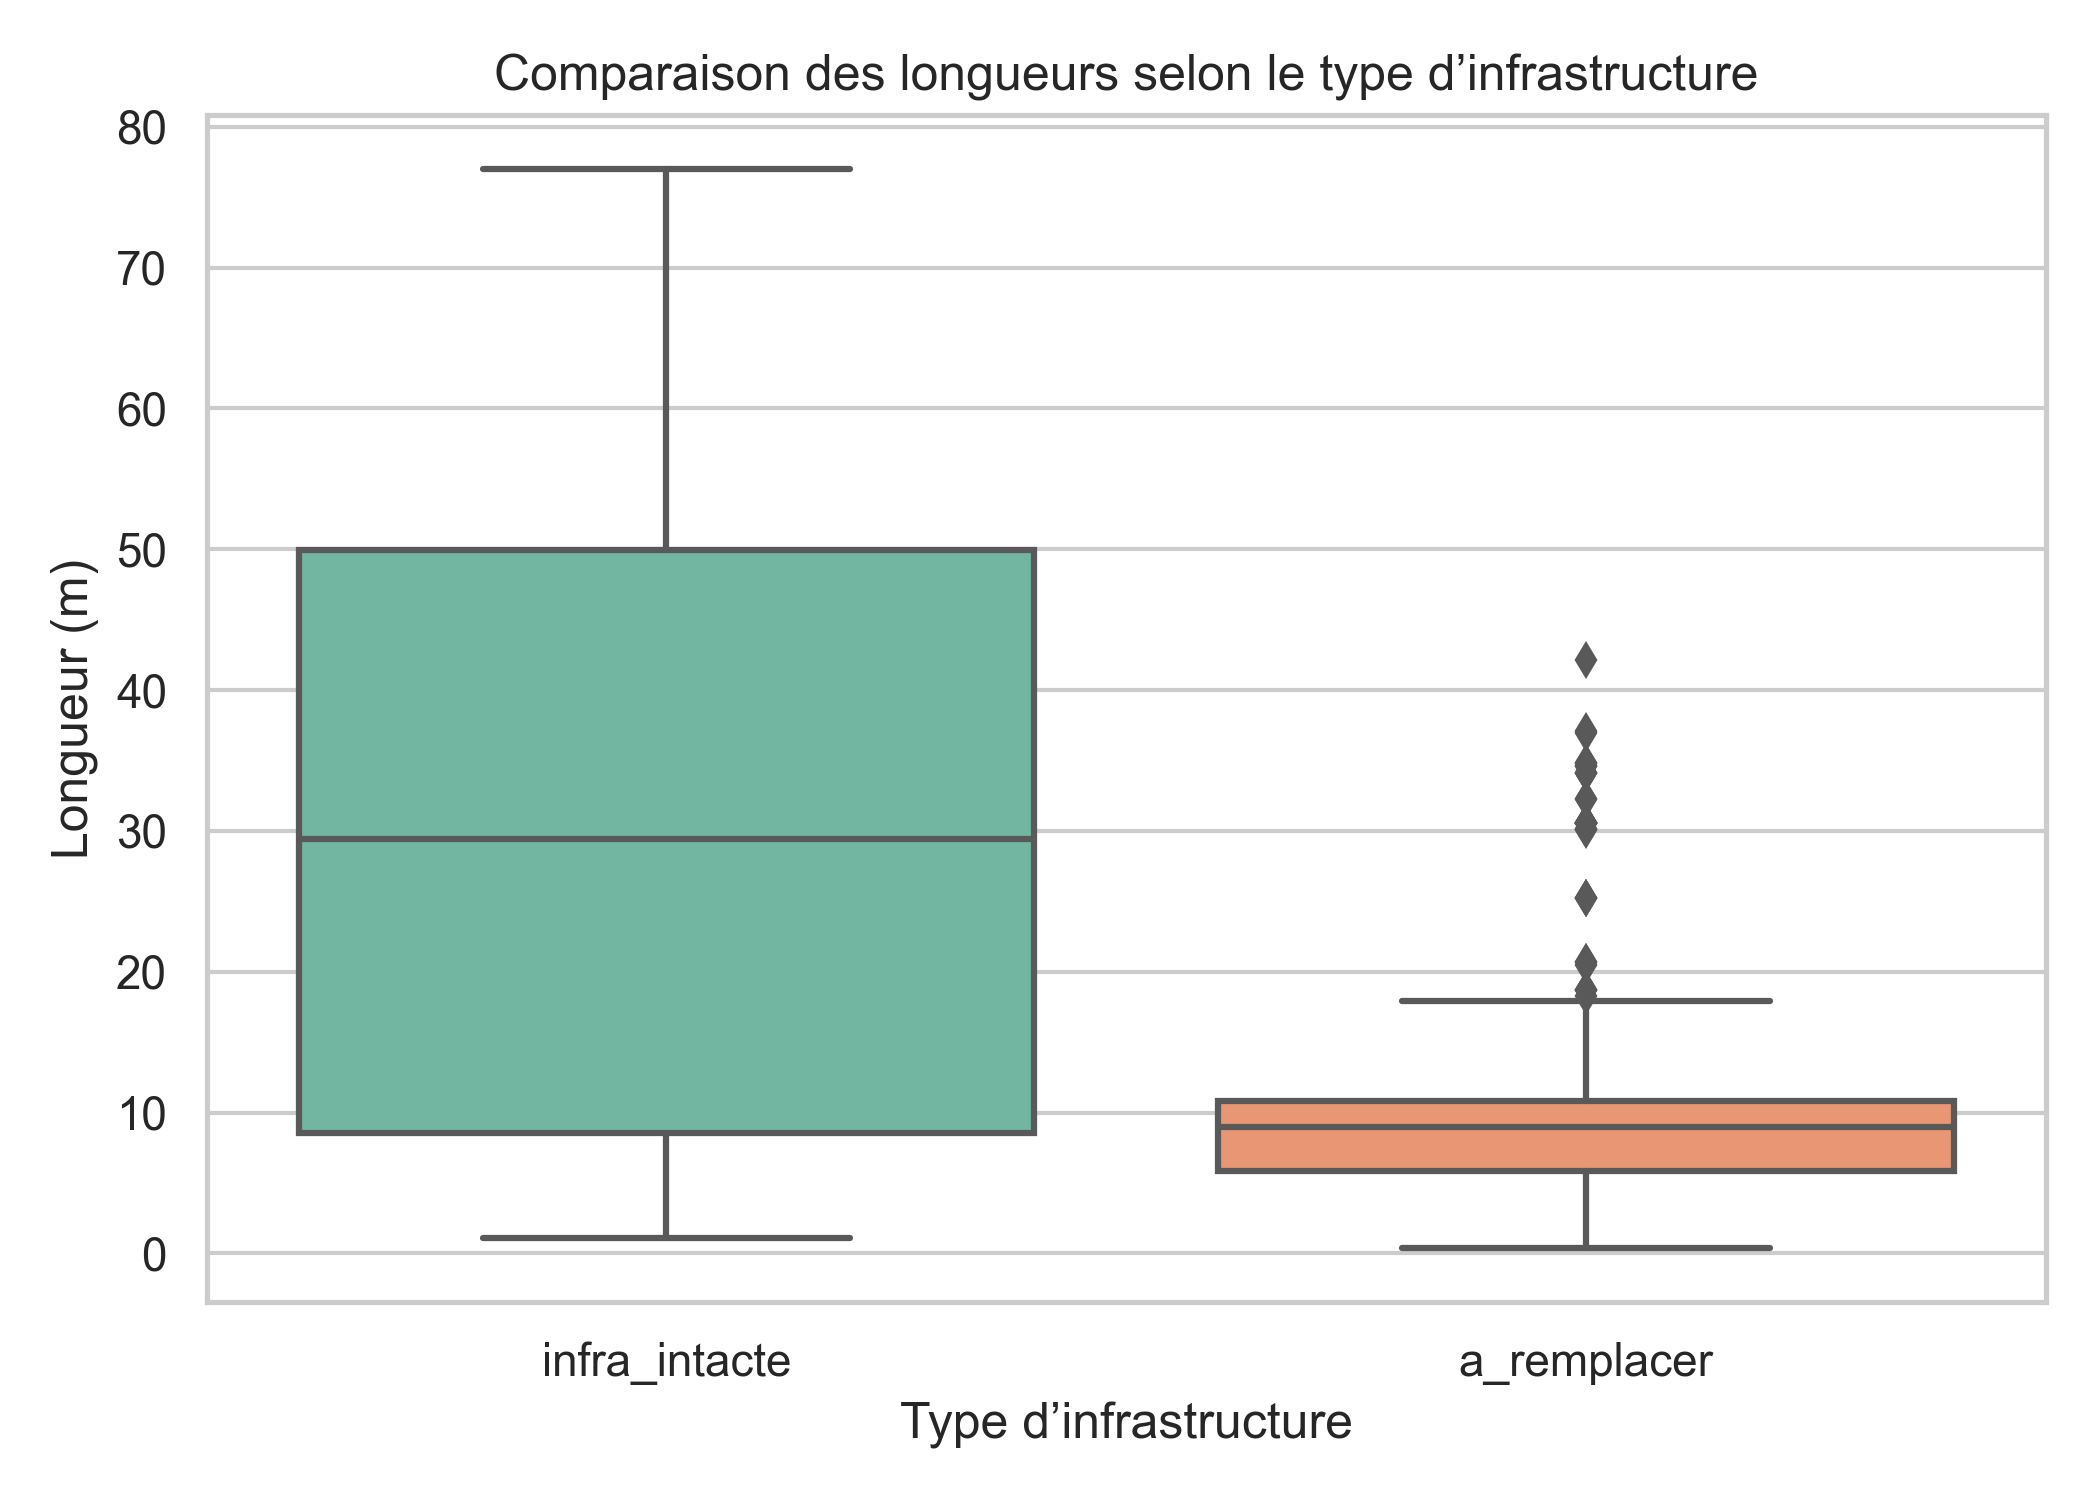 Comparaison des longueurs selon le type d’infrastructure
80
70
60
50
40
30
20
10
0
Longueur (m)
infra_intacte
a_remplacer
Type d’infrastructure